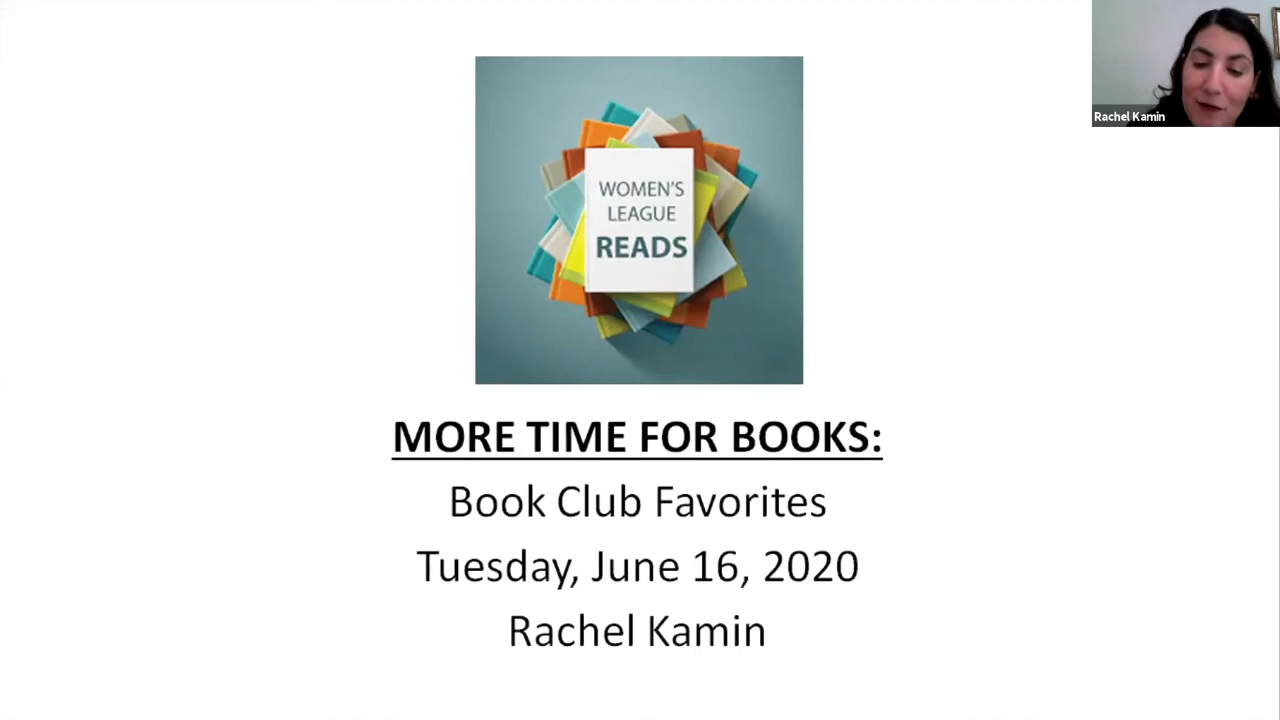 Rachel Kamin
WOMEN'S
LEAGUE
READS
MORE TIME FOR BOOKS:
Book Club Favorites
Tuesday, June 16, 2020
Rachel Kamin